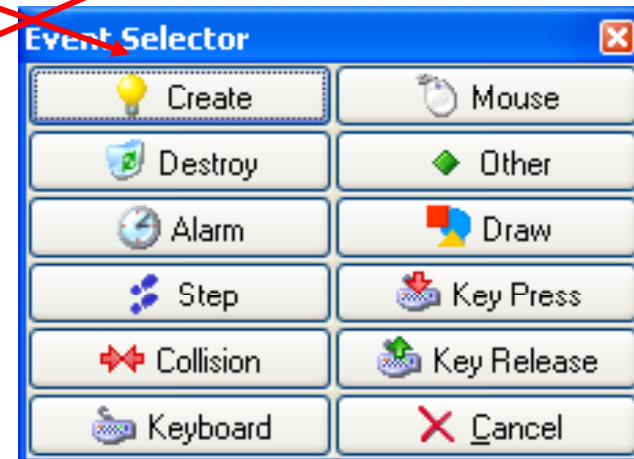 Event Selector
Create
Mouse
Destroy
Other
Alarm
Draw
Step
Key Press
Collision
Key Release
Keyboard
Cancel